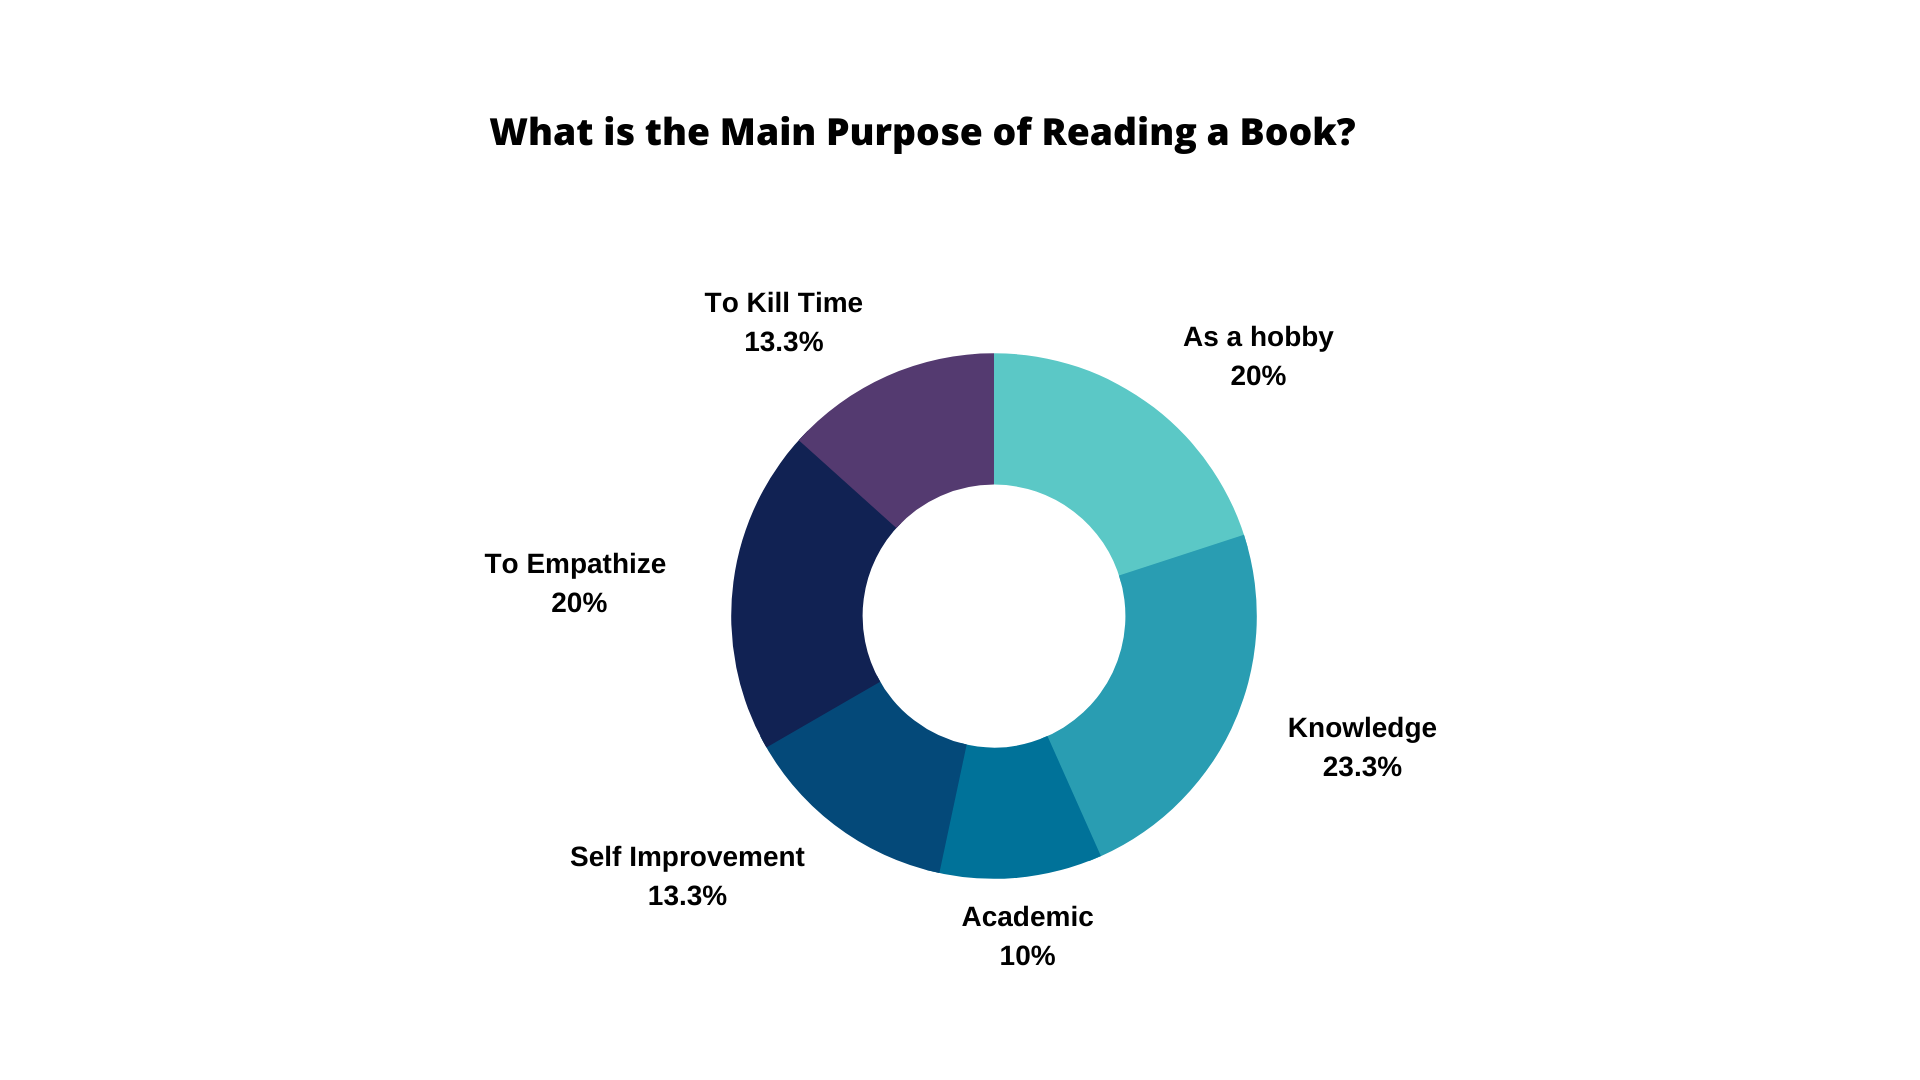 What is the Main Purpose of Reading a Book?
To Kill Time
13.3%
As a hobby
20%
To Empathize
20%
Knowledge
23.3%
Self Improvement
13.3%
Academic
10%